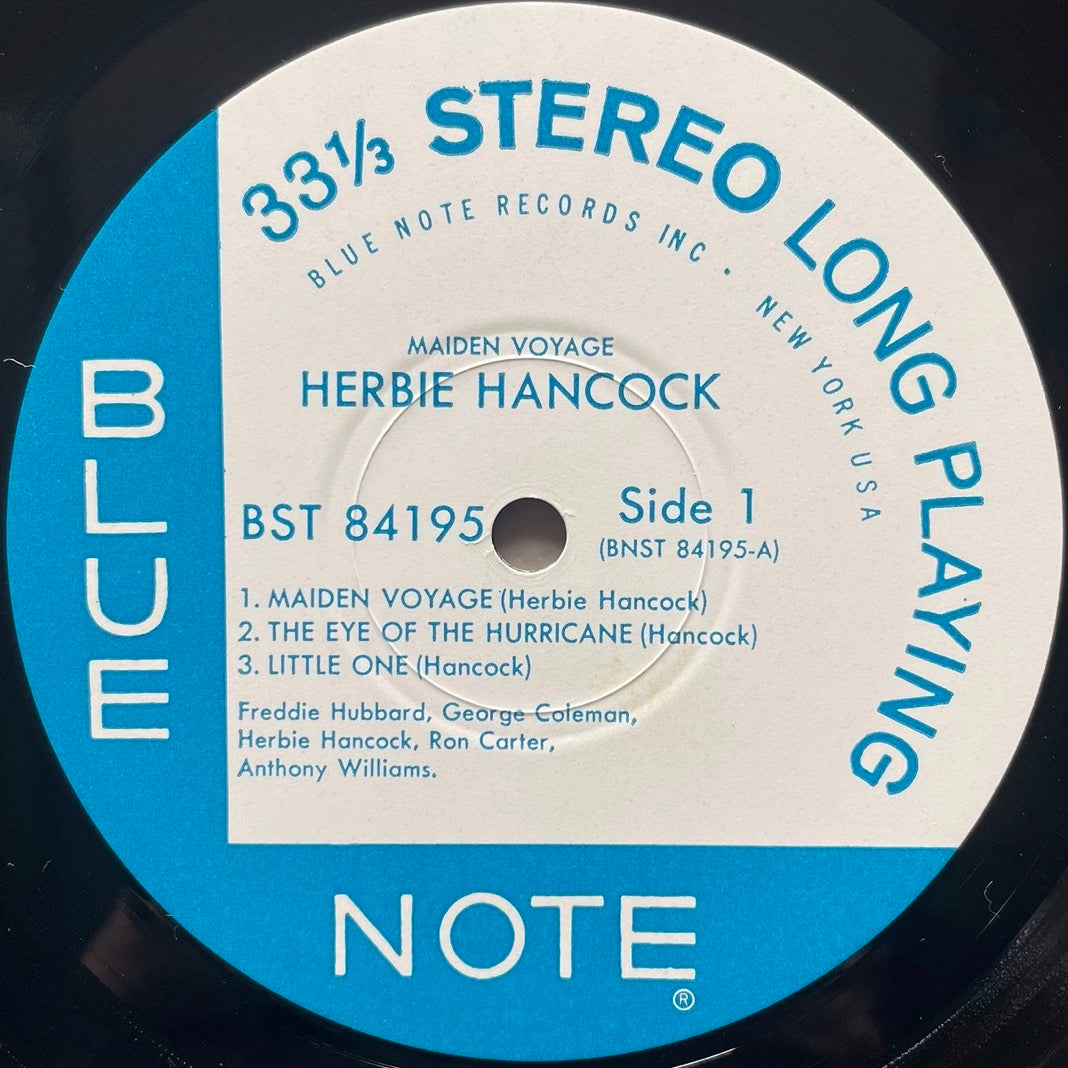 33⅓ STEREO LONG PLAYING
BLUE NOTE RECORDS INC · NEW YORK USA
MAIDEN VOYAGE
HERBIE HANCOCK
BST 84195
Side 1
(BNST 84195-A)
1. MAIDEN VOYAGE (Herbie Hancock)
2. THE EYE OF THE HURRICANE (Hancock)
3. LITTLE ONE (Hancock)
Freddie Hubbard, George Coleman,
Herbie Hancock, Ron Carter,
Anthony Williams.
BLUE
NOTE
®